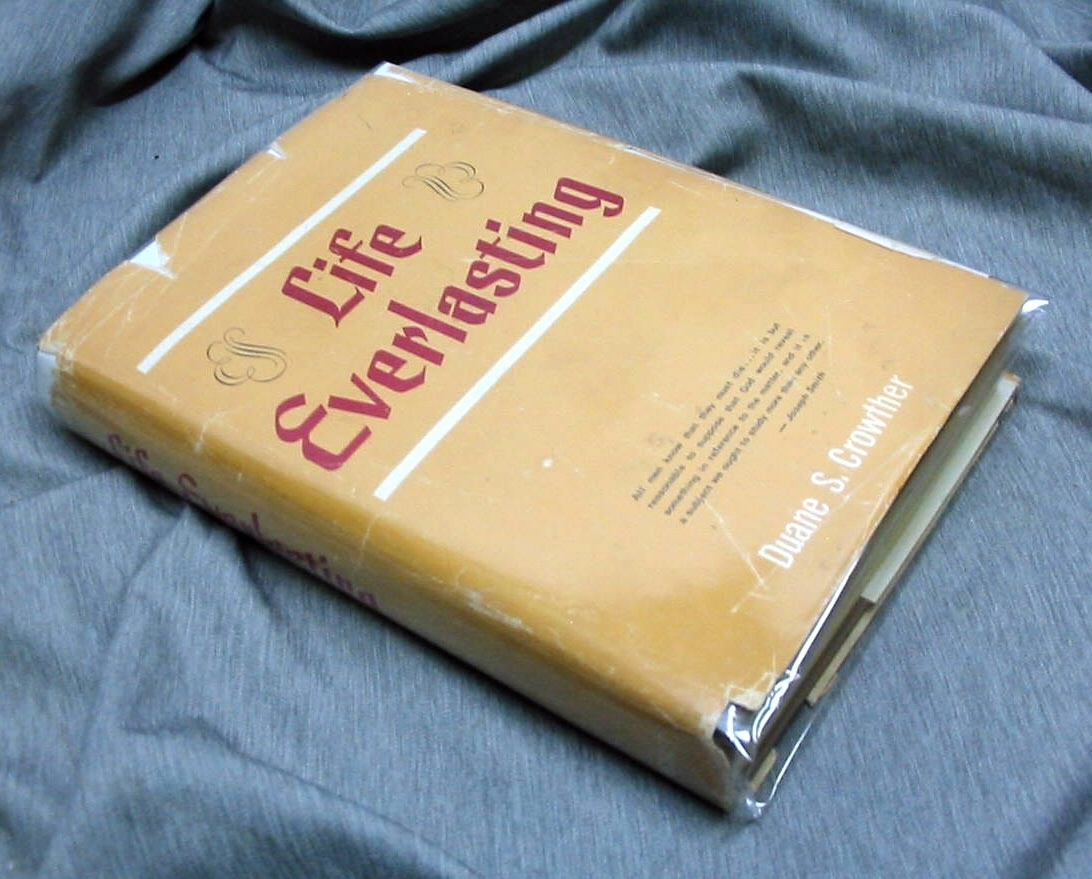 Life
Everlasting
All men know that they must die...it is but
reasonable to suppose that God would reveal
something in reference to the matter, and it is
a subject we ought to study more than any other.
— Joseph Smith
Duane S. Crowther
Life Everlasting